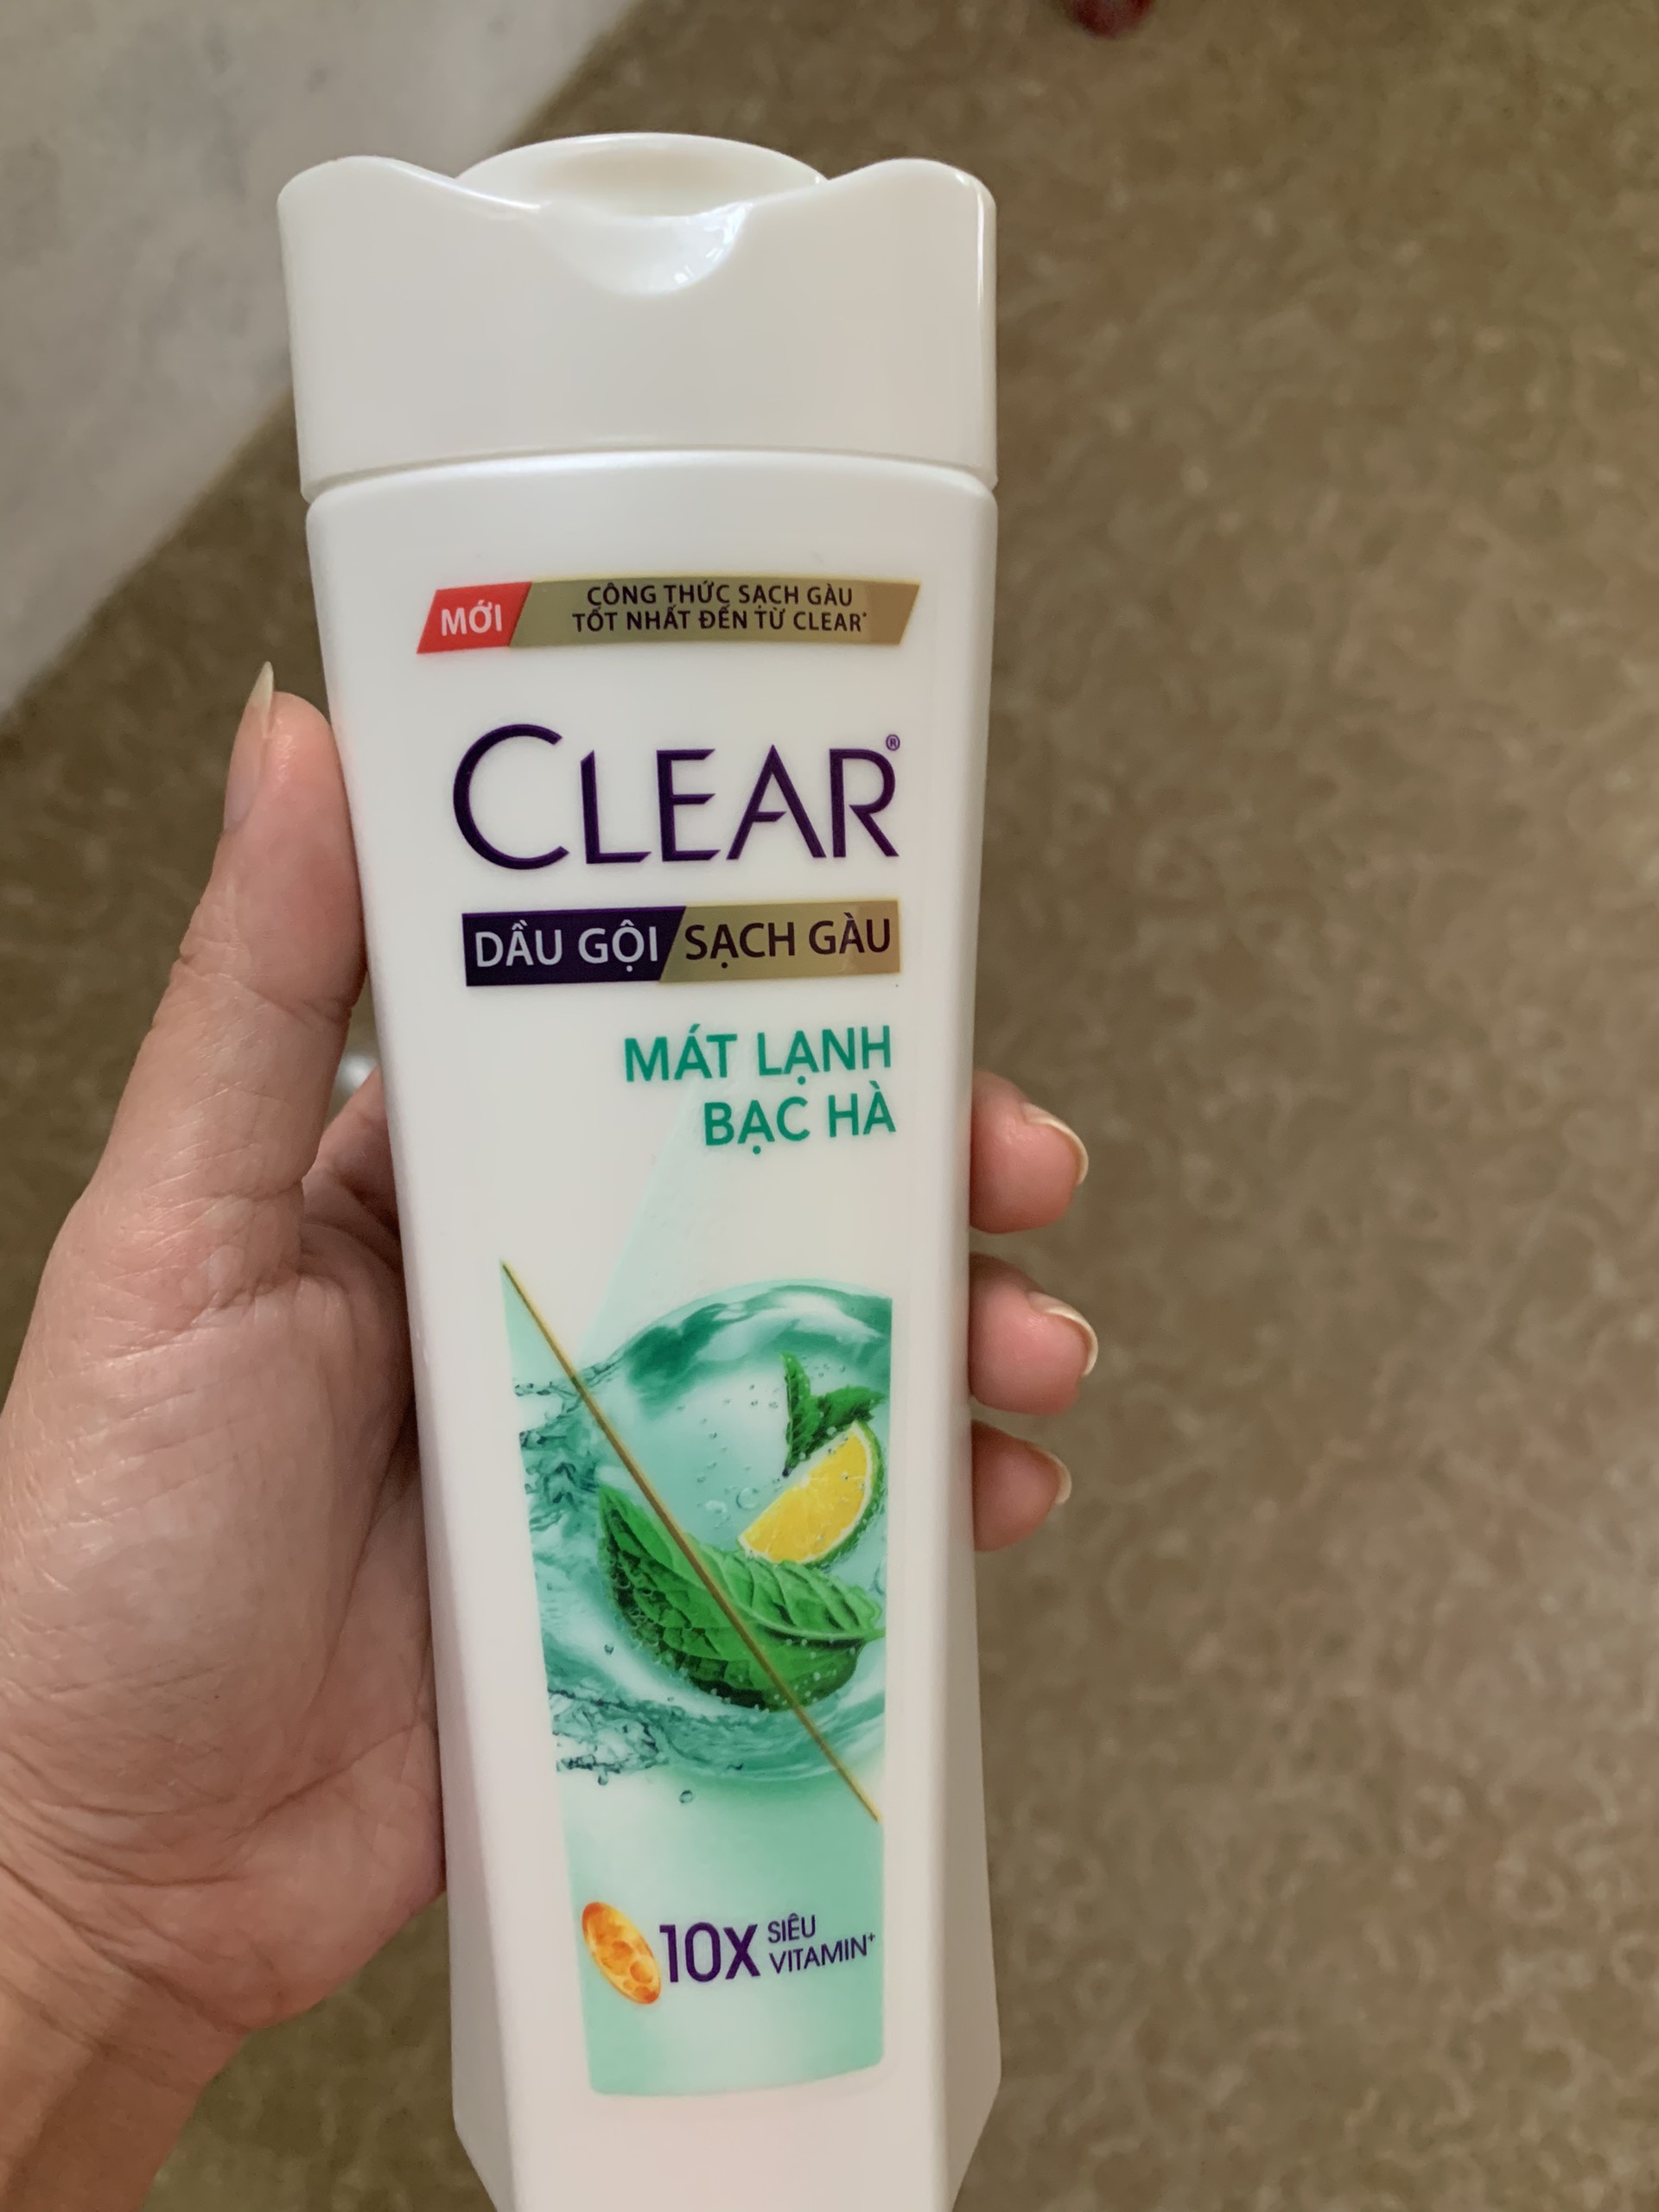 MỚI
CÔNG THỨC SẠCH GÀU
TỐT NHẤT ĐẾN TỪ CLEAR*
CLEAR®
DẦU GỘI SẠCH GÀU
MÁT LẠNH
BẠC HÀ
10X SIÊU
VITAMIN+